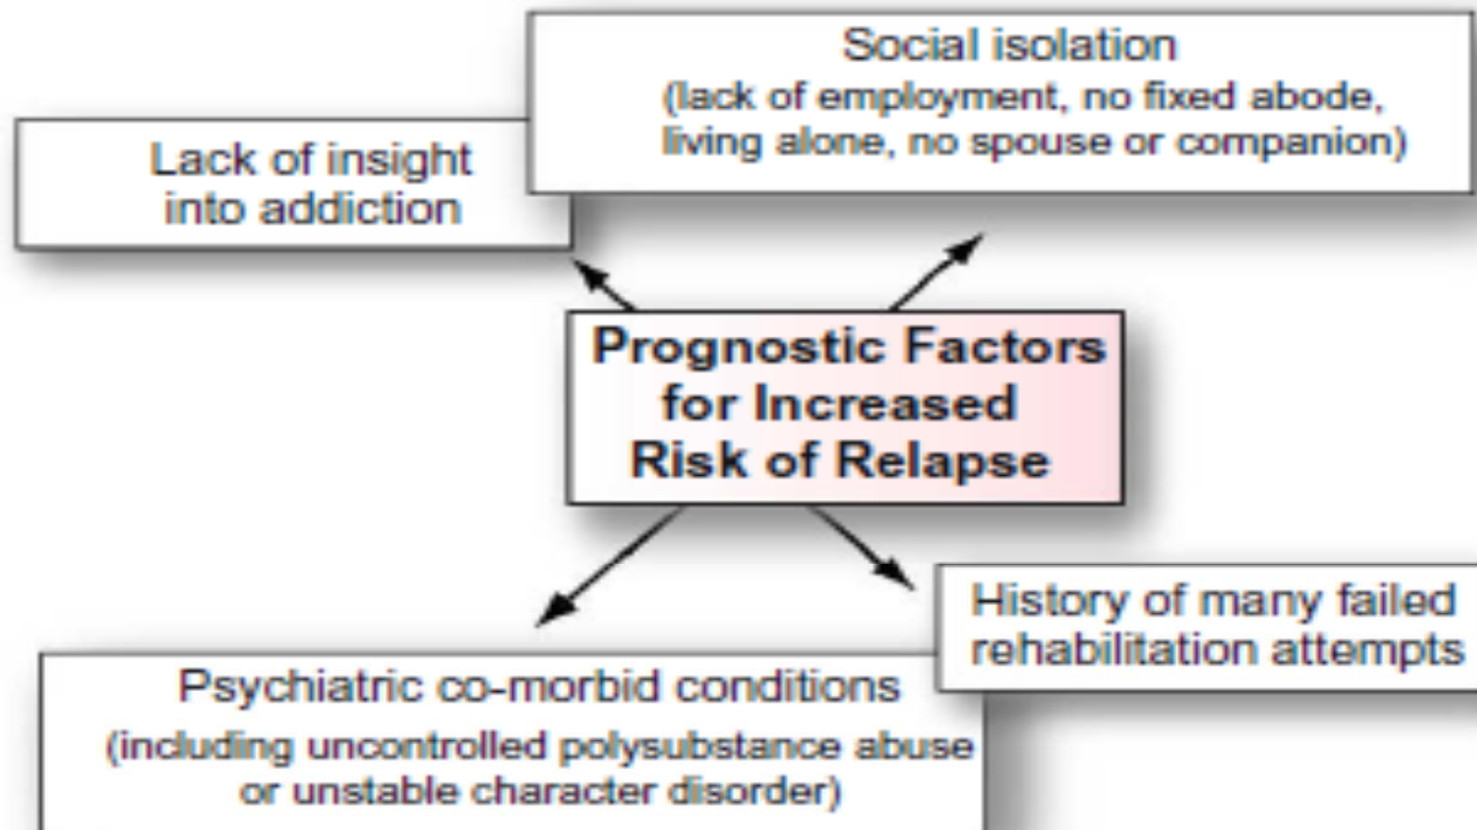 Social isolation
(lack of employment, no fixed abode,
living alone, no spouse or companion)
Lack of insight
into addiction
Prognostic Factors
for Increased
Risk of Relapse
History of many failed
rehabilitation attempts
Psychiatric co-morbid conditions
(including uncontrolled polysubstance abuse
or unstable character disorder)